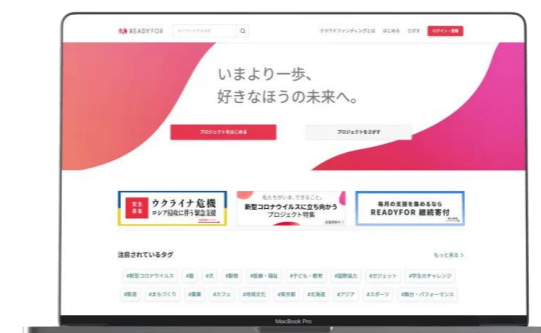 READYFOR
クラウドファンディングとは はじめる さがす ログイン・登録
いまより一歩、
好きなほうの未来へ。
プロジェクトをはじめる
プロジェクトをさがす
緊急
募集
ウクライナ危機
ロシア侵攻に伴う緊急支援
私たちがいま、できること。
新型コロナウイルスに立ち向かう
プロジェクト特集
毎月の支援を集めるなら
READYFOR 継続寄付
注目されているタグ
もっと見る
#新型コロナウイルス #猫 #犬 #動物 #医療・福祉 #子ども・教育 #国際協力 #ガジェット #学生のチャレンジ
#鉄道 #まちづくり #農業 #カフェ #地域文化 #東京都 #北海道 #アジア #スポーツ #舞台・パフォーマンス
MacBook Pro